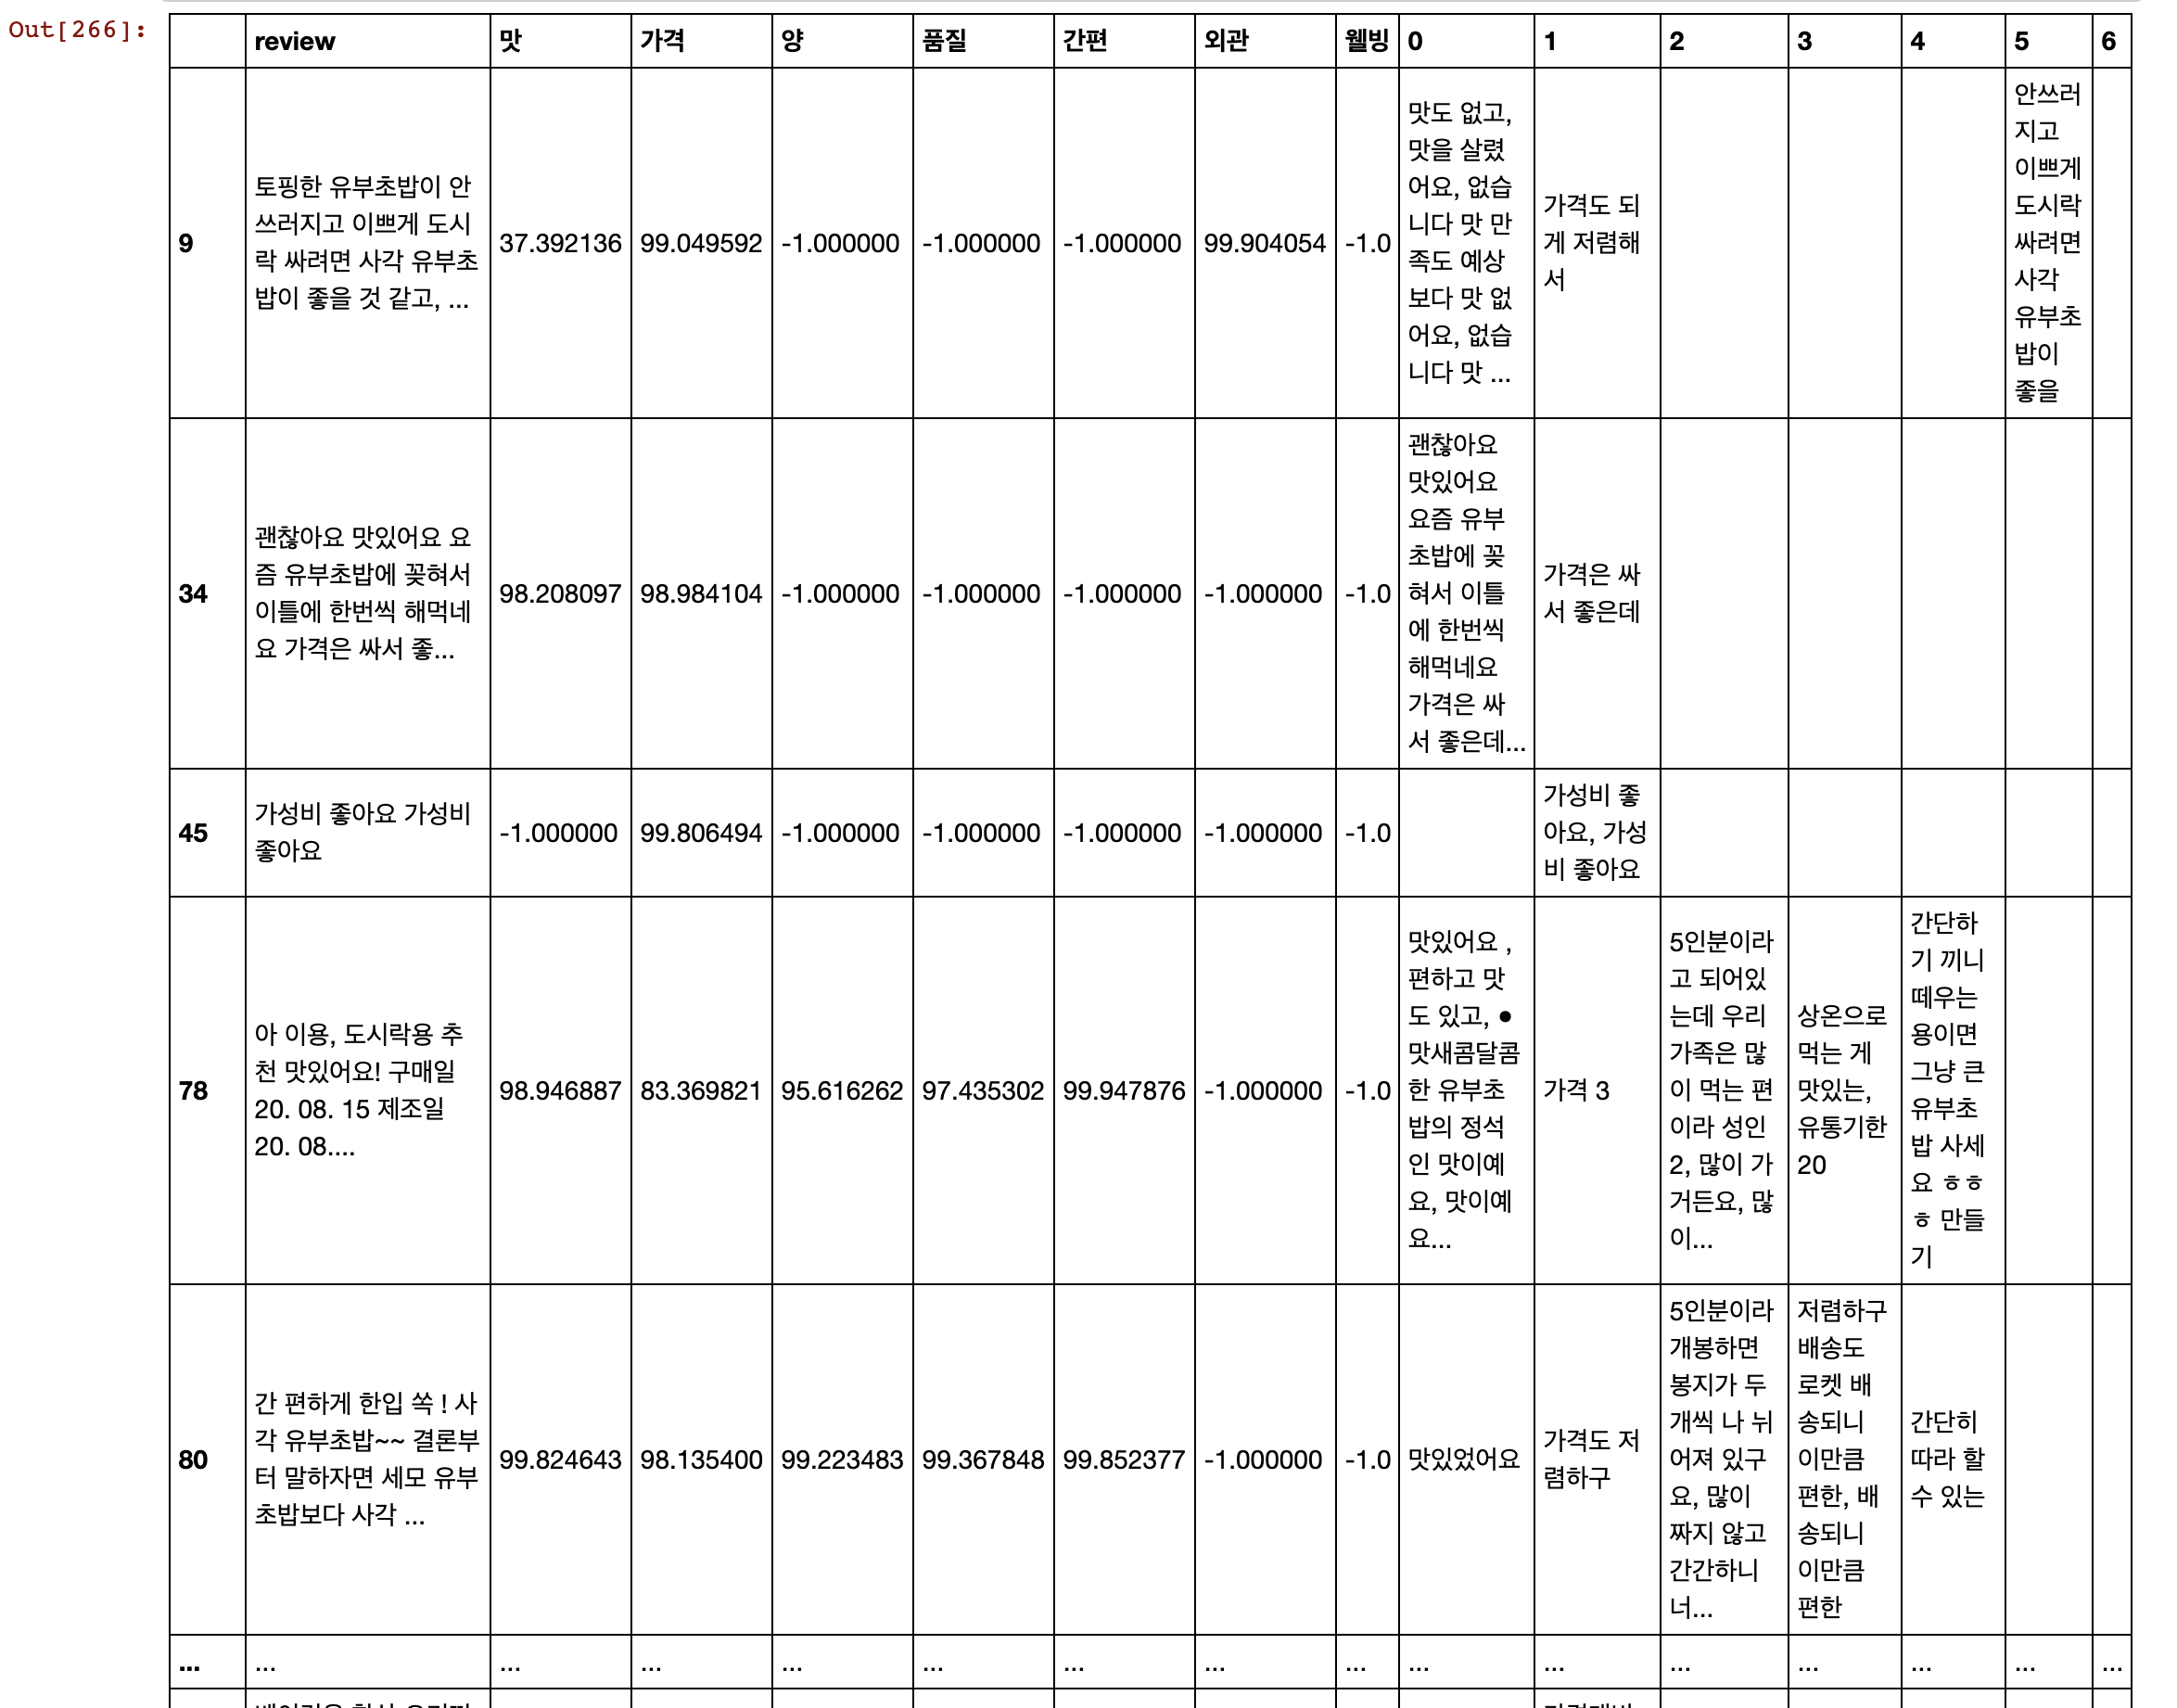 Out[266]:
review 맛 가격 양 품질 간편 외관 웰빙 0 1 2 3 4 5 6
9
토핑한 유부초밥이 안
쓰러지고 이쁘게 도시
락 싸려면 사각 유부초
밥이 좋을 것 같고, ...
37.392136 99.049592 -1.000000 -1.000000 -1.000000 99.904054 -1.0
맛도 없고,
맛을 살렸
어요, 없습
니다 맛 만
족도 예상
보다 맛 없
어요, 없습
니다 맛 ...
가격도 되
게 저렴해
서
안쓰러
지고
이쁘게
도시락
싸려면
사각
유부초
밥이
좋을
34
괜찮아요 맛있어요 요
즘 유부초밥에 꽂혀서
이틀에 한번씩 해먹네
요 가격은 싸서 좋...
98.208097 98.984104 -1.000000 -1.000000 -1.000000 -1.000000 -1.0
괜찮아요
맛있어요
요즘 유부
초밥에 꽂
혀서 이틀
에 한번씩
해먹네요
가격은 싸
서 좋은데...
가격은 싸
서 좋은데
45
가성비 좋아요 가성비
좋아요
-1.000000 99.806494 -1.000000 -1.000000 -1.000000 -1.000000 -1.0
가성비 좋
아요, 가성
비 좋아요
78
아 이용, 도시락용 추
천 맛있어요! 구매일
20. 08. 15 제조일
20. 08....
98.946887 83.369821 95.616262 97.435302 99.947876 -1.000000 -1.0
맛있어요 ,
편하고 맛
도 있고, ●
맛새콤달콤
한 유부초
밥의 정석
인 맛이예
요, 맛이예
요...
가격 3
5인분이라
고 되어있
는데 우리
가족은 많
이 먹는 편
이라 성인
2, 많이 가
거든요, 많
이...
상온으로
먹는 게
맛있는,
유통기한
20
간단하
기 끼니
떼우는
용이면
그냥 큰
유부초
밥 사세
요 ㅎㅎ
ㅎ 만들
기
80
간 편하게 한입 쏙 ! 사
각 유부초밥~~ 결론부
터 말하자면 세모 유부
초밥보다 사각 ...
99.824643 98.135400 99.223483 99.367848 99.852377 -1.000000 -1.0
맛있었어요
가격도 저
렴하구
5인분이라
개봉하면
봉지가 두
개씩 나 뉘
어져 있구
요, 많이
짜지 않고
간간하니
너...
저렴하구
배송도
로켓 배
송되니
이만큼
편한, 배
송되니
이만큼
편한
간단히
따라 할
수 있는
... ... ... ... ... ... ... ... ... ... ... ... ... ... ... ...